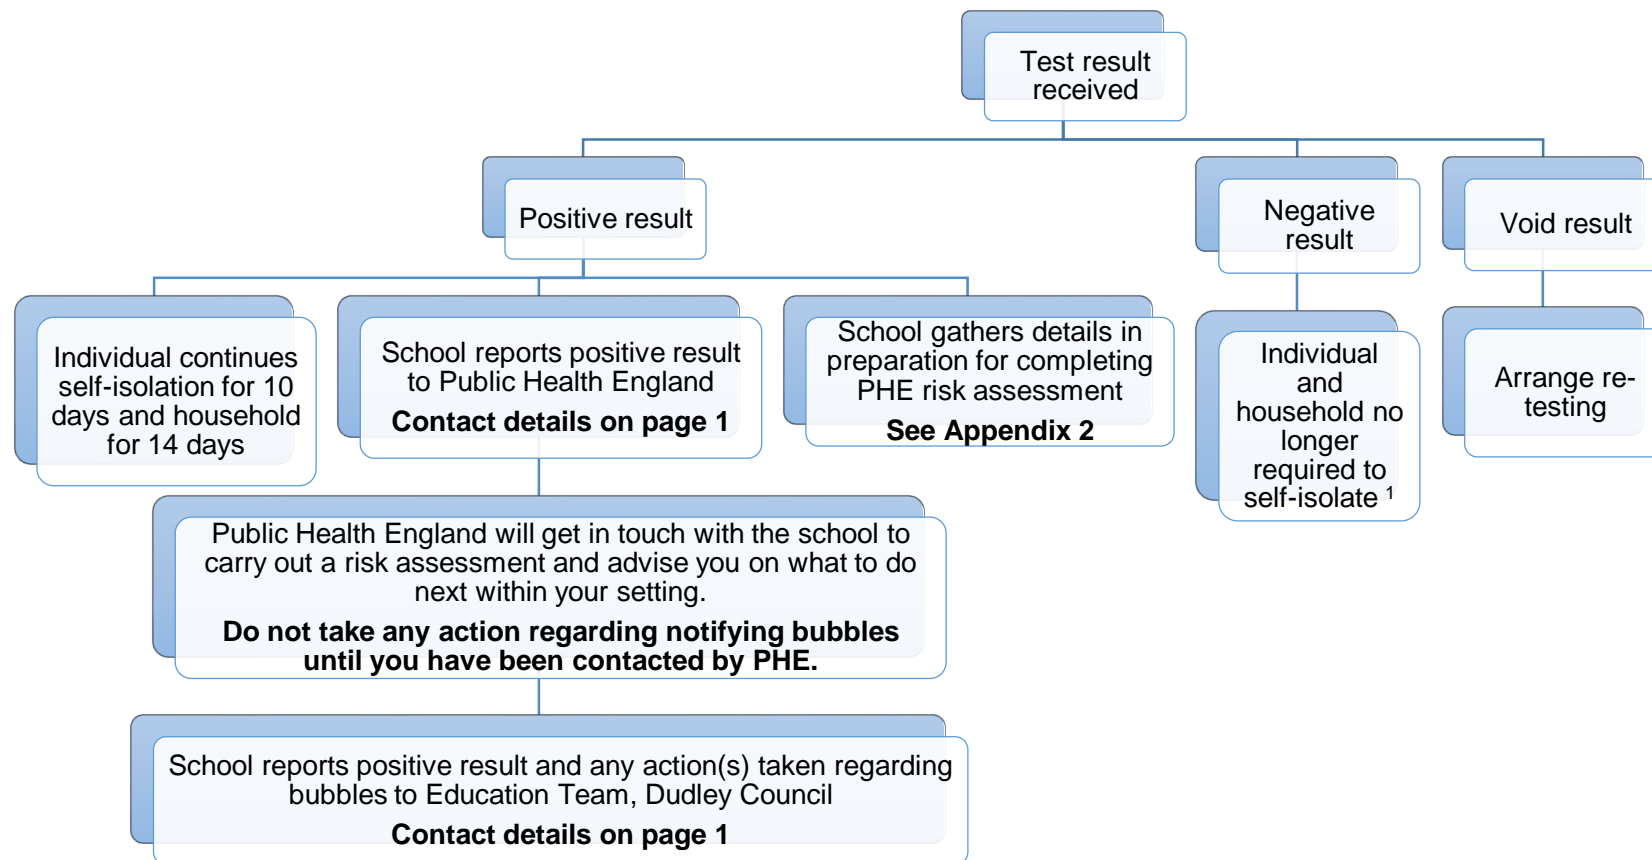 Test result
received
Positive result
Negative
result
Void result
Individual continues
self-isolation for 10
days and household
for 14 days
School reports positive result
to Public Health England
Contact details on page 1
School gathers details in
preparation for completing
PHE risk assessment
See Appendix 2
Individual
and
household no
longer
required to
self-isolate 1
Arrange re-
testing
Public Health England will get in touch with the school to
carry out a risk assessment and advise you on what to do
next within your setting.
Do not take any action regarding notifying bubbles
until you have been contacted by PHE.
School reports positive result and any action(s) taken regarding
bubbles to Education Team, Dudley Council
Contact details on page 1